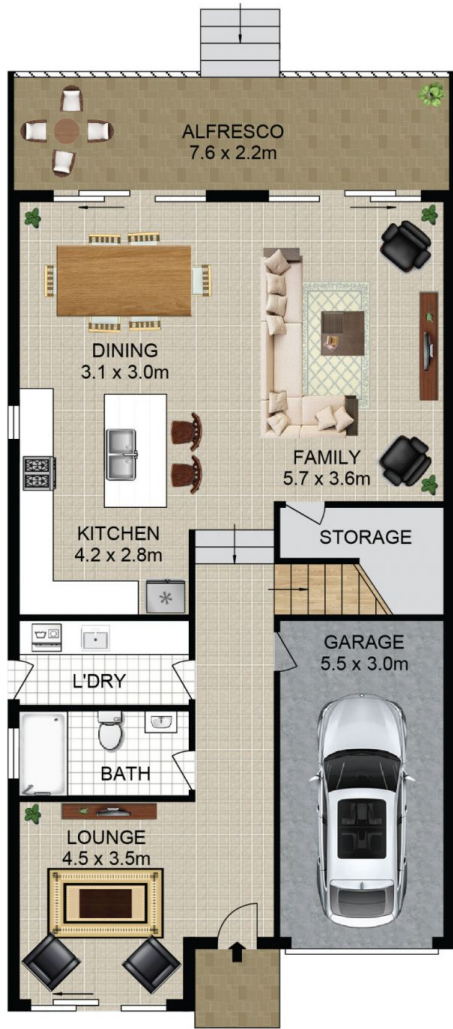 ALFRESCO
7.6 x 2.2m
DINING
3.1 x 3.0m
FAMILY
5.7 x 3.6m
KITCHEN
4.2 x 2.8m
STORAGE
GARAGE
5.5 x 3.0m
L'DRY
BATH
LOUNGE
4.5 x 3.5m